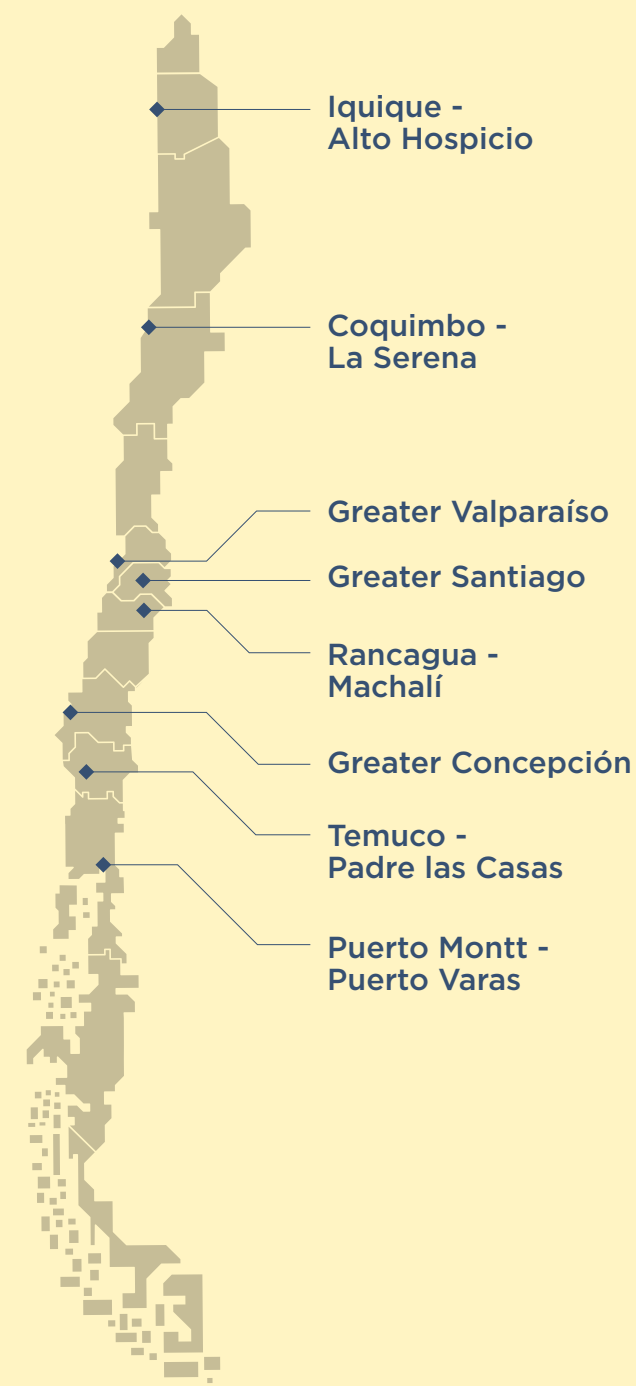 Iquique -
Alto Hospicio
Coquimbo -
La Serena
Greater Valparaíso
Greater Santiago
Rancagua -
Machalí
Greater Concepción
Temuco -
Padre las Casas
Puerto Montt -
Puerto Varas